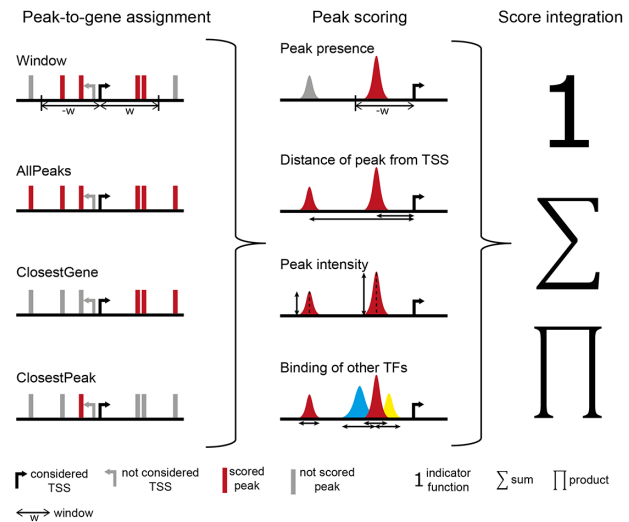 Peak-to-gene assignment
Peak scoring
Score integration
Window
-w
w
AllPeaks
ClosestGene
ClosestPeak
Peak presence
-w
Distance of peak from TSS
Peak intensity
Binding of other TFs
1
∑
∏
considered
TSS
not considered
TSS
scored
peak
not scored
peak
1 indicator
function
∑ sum
∏ product
w
window